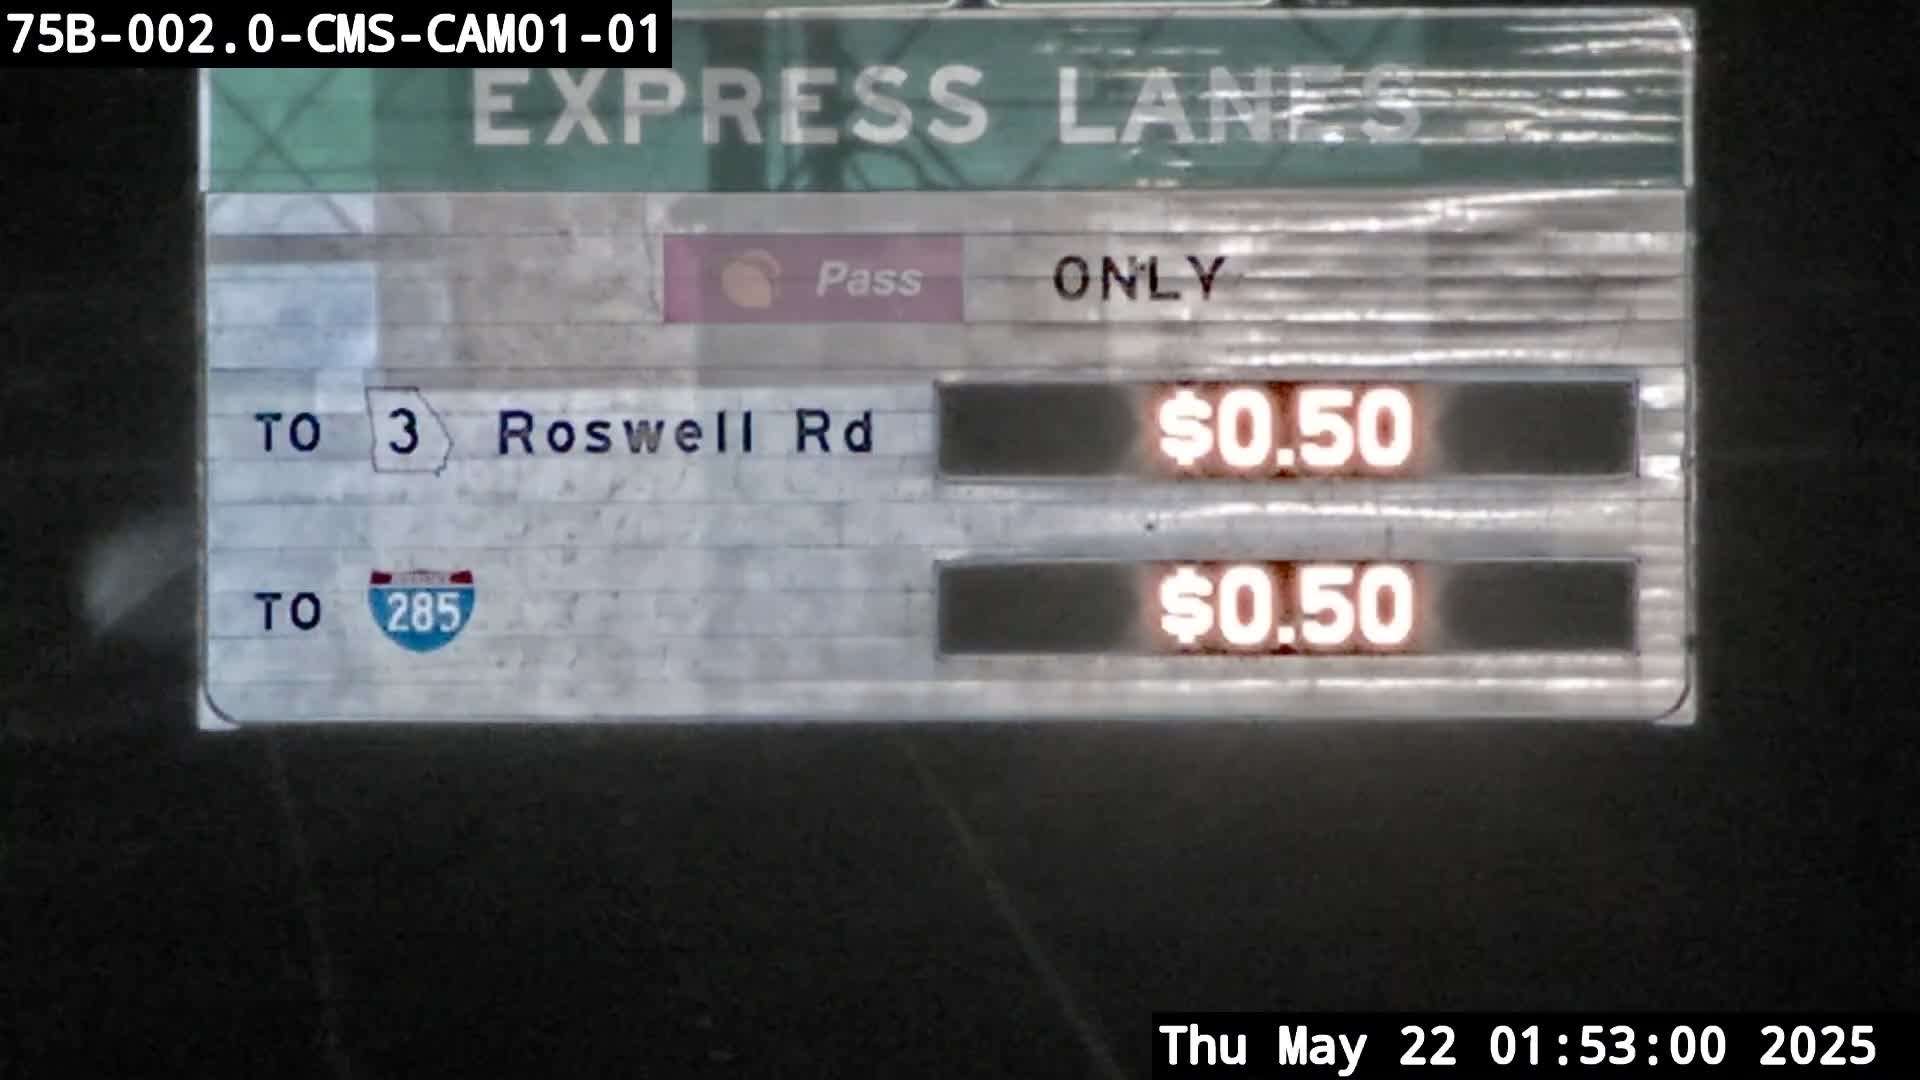 75B-002.0-CMS-CAM01-01
EXPRESS LANES
Pass ONLY
TO 3 Roswell Rd $0.50
TO 285 $0.50
Thu May 22 01:53:00 2025